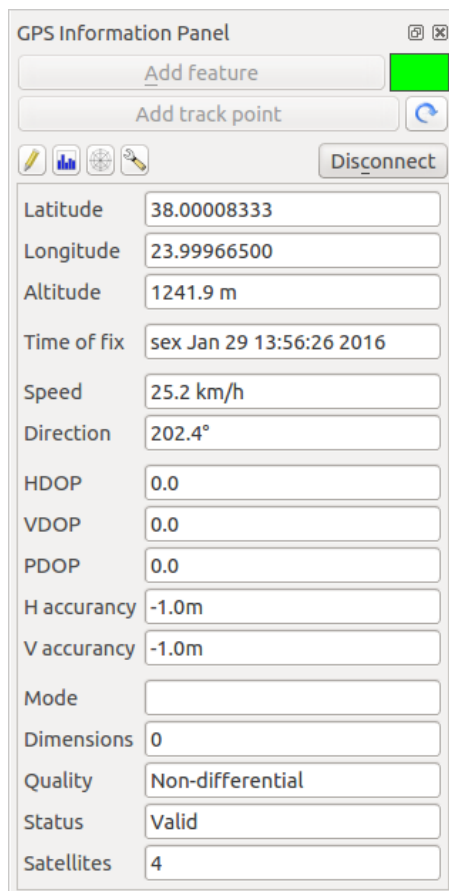 GPS Information Panel
Add feature
Add track point
Disconnect
Latitude 38.00008333
Longitude 23.99966500
Altitude 1241.9 m
Time of fix sex Jan 29 13:56:26 2016
Speed 25.2 km/h
Direction 202.4°
HDOP 0.0
VDOP 0.0
PDOP 0.0
H accurancy -1.0m
V accurancy -1.0m
Mode
Dimensions 0
Quality Non-differential
Status Valid
Satellites 4